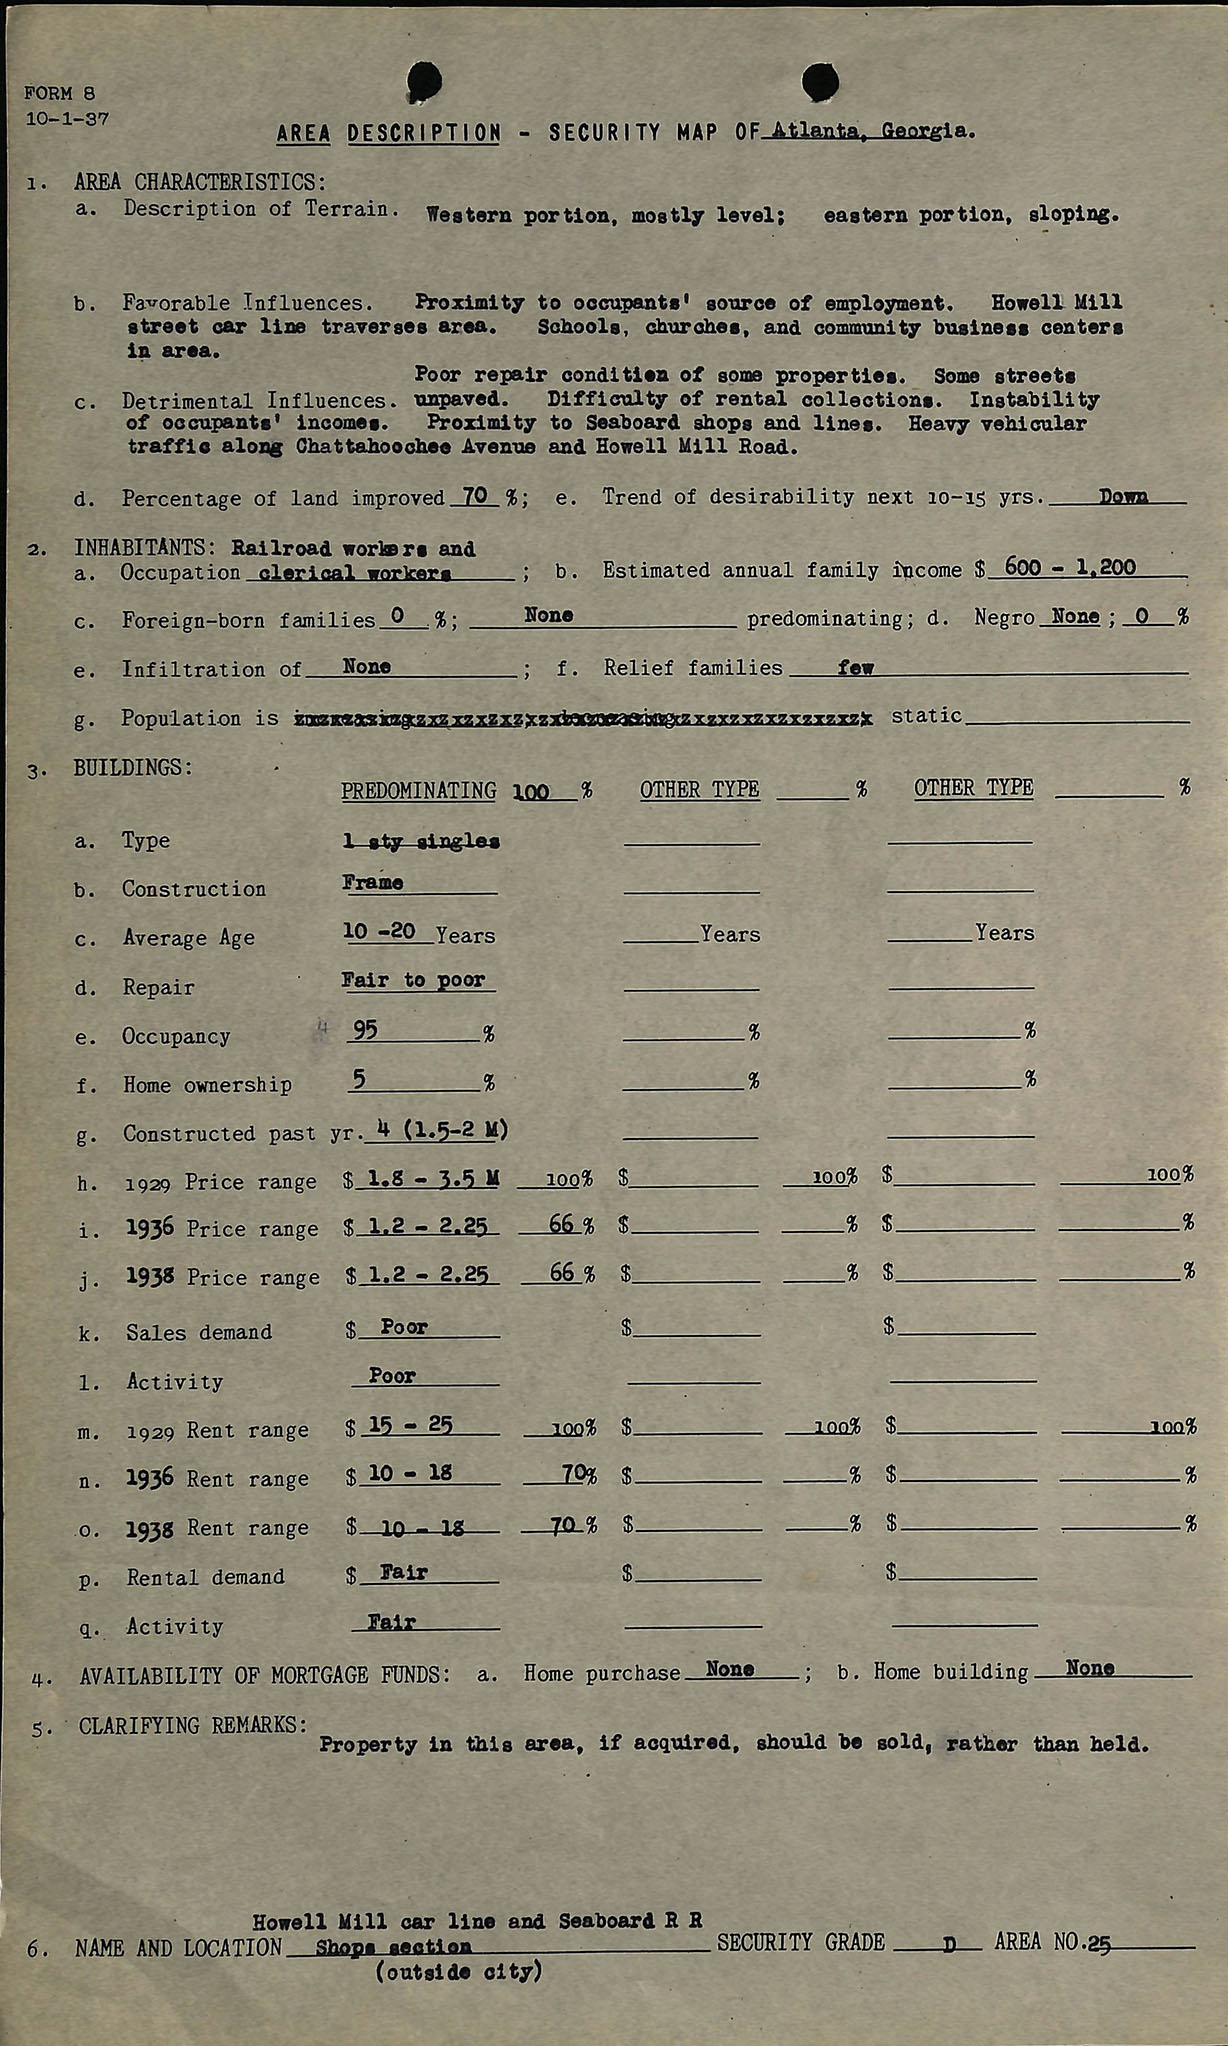 FORM 8
10-1-37
AREA DESCRIPTION - SECURITY MAP OF Atlanta, Georgia.
1. AREA CHARACTERISTICS:
a. Description of Terrain. Western portion, mostly level; eastern portion, sloping.
b. Favorable Influences. Proximity to occupants' source of employment. Howell Mill
street car line traverses area. Schools, churches, and community business centers
in area.
Poor repair condition of some properties. Some streets
c. Detrimental Influences. unpaved. Difficulty of rental collections. Instability
of occupants' incomes. Proximity to Seaboard shops and lines. Heavy vehicular
traffic along Chattahoochee Avenue and Howell Mill Road.
d. Percentage of land improved 70 %; e. Trend of desirability next 10-15 yrs. Down
2. INHABITANTS: Railroad workers and
a. Occupation clerical workers ; b. Estimated annual family income $ 600 - 1,200
c. Foreign-born families 0 %; None predominating; d. Negro None ; 0 %
e. Infiltration of None ; f. Relief families few
g. Population is static
3. BUILDINGS:
PREDOMINATING 100 % OTHER TYPE % OTHER TYPE %
a. Type 1 sty singles
b. Construction Frame
c. Average Age 10 -20 Years Years Years
d. Repair Fair to poor
e. Occupancy 4 95 % % %
f. Home ownership 5 % % %
g. Constructed past yr. 4 (1.5-2 M)
h. 1929 Price range $ 1.8 - 3.5 M 100% $ 100% $ 100%
i. 1936 Price range $ 1.2 - 2.25 66 % $ % $ %
j. 1938 Price range $ 1.2 - 2.25 66 % $ % $ %
k. Sales demand $ Poor $ $
l. Activity Poor
m. 1929 Rent range $ 15 - 25 100% $ 100% $ 100%
n. 1936 Rent range $ 10 - 18 70% $ % $ %
o. 1938 Rent range $ 10 - 18 70 % $ % $ %
p. Rental demand $ Fair $ $
q. Activity Fair
4. AVAILABILITY OF MORTGAGE FUNDS: a. Home purchase None ; b. Home building None
5. CLARIFYING REMARKS:
Property in this area, if acquired, should be sold, rather than held.
Howell Mill car line and Seaboard R R
6. NAME AND LOCATION Shops section SECURITY GRADE D AREA NO. 25
(outside city)